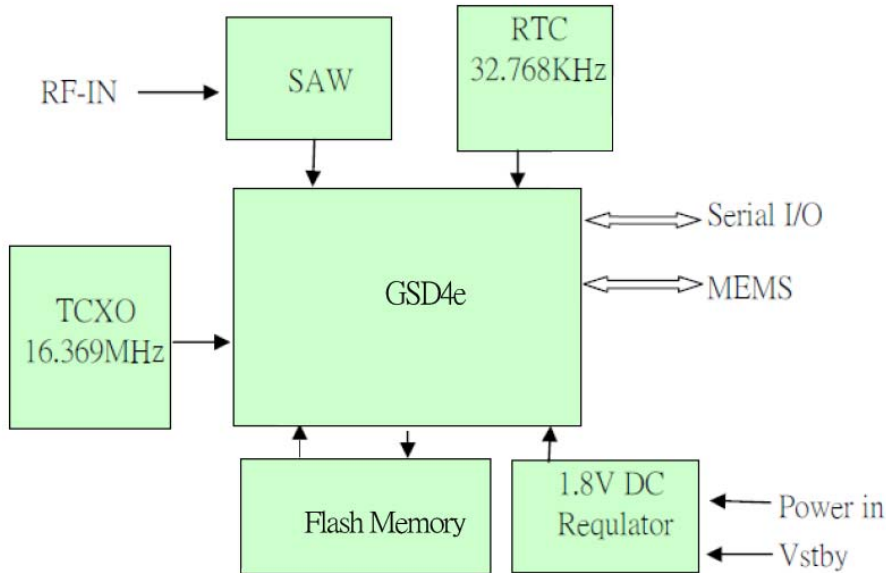 RTC
32.768KHz
RF-IN
SAW
Serial I/O
GSD4e
MEMS
TCXO
16.369MHz
1.8V DC
Requlator
Flash Memory
Power in
Vstby